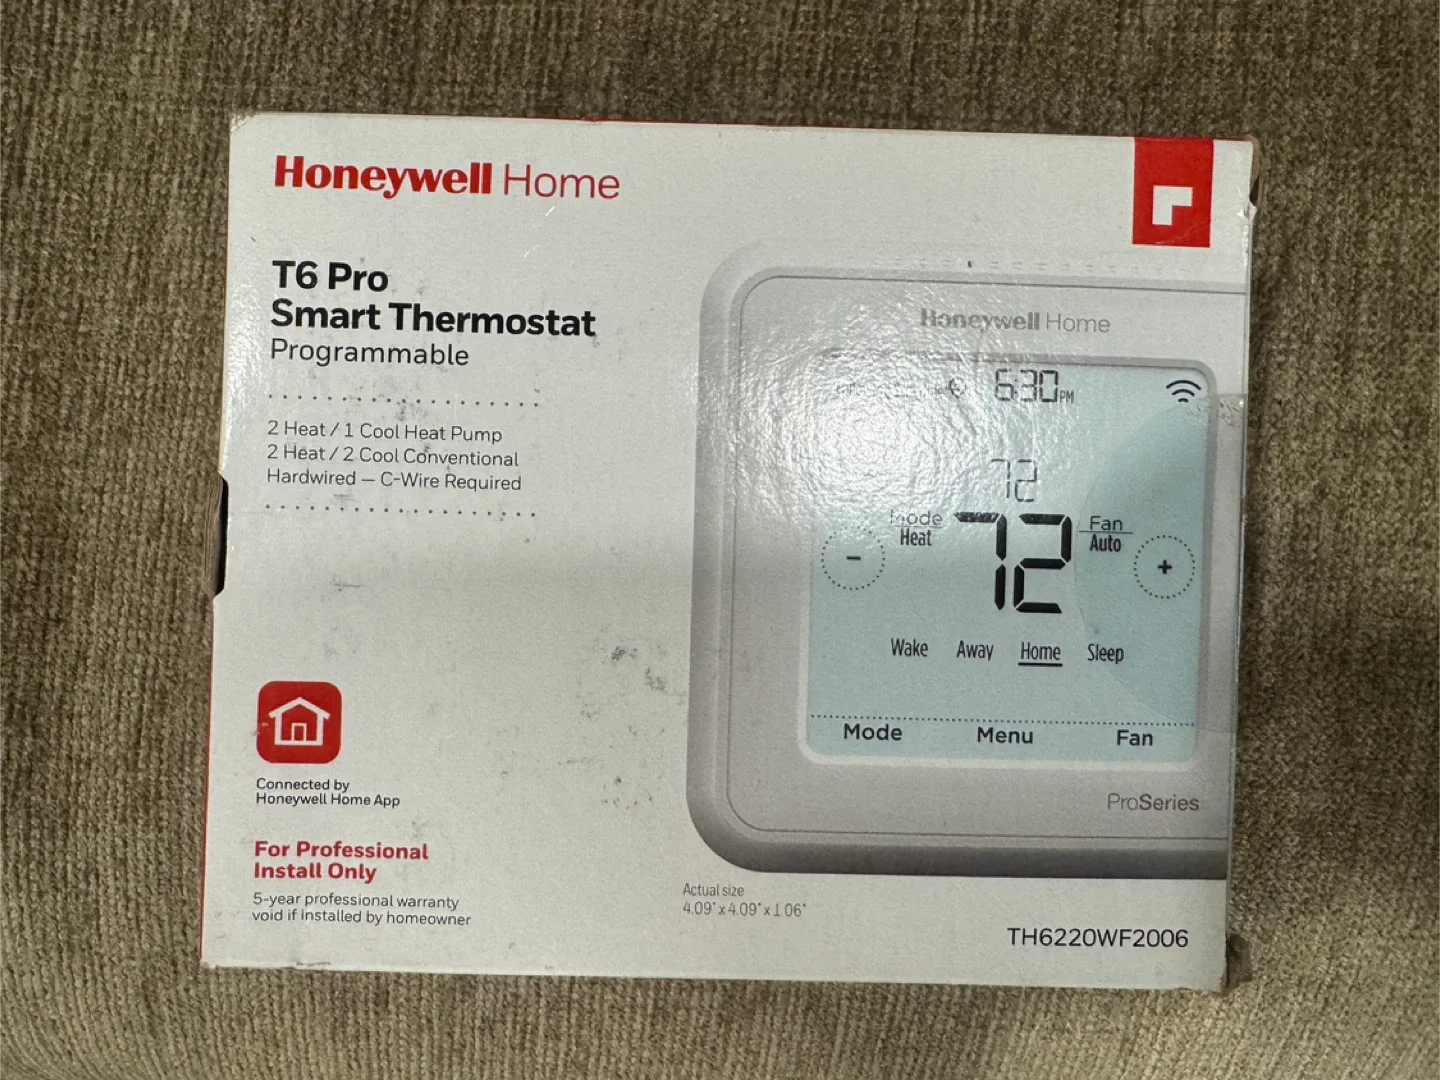 Honeywell Home
T6 Pro
Smart Thermostat
Programmable
2 Heat / 1 Cool Heat Pump
2 Heat / 2 Cool Conventional
Hardwired – C-Wire Required
Connected by
Honeywell Home App
For Professional
Install Only
5-year professional warranty
void if installed by homeowner
Honeywell Home
6:30 PM
72
Mode
Heat
72
Fan
Auto
-
+
Wake Away Home Sleep
Mode Menu Fan
ProSeries
Actual size
4.09" x 4.09" x 1.06"
TH6220WF2006